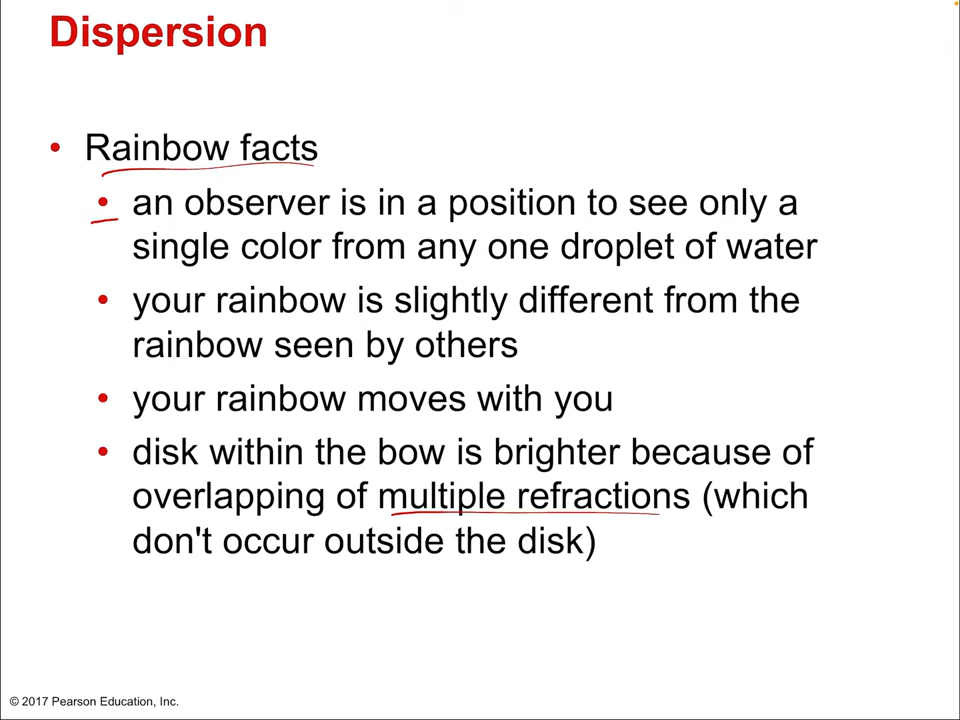 Dispersion
• Rainbow facts
• an observer is in a position to see only a
single color from any one droplet of water
• your rainbow is slightly different from the
rainbow seen by others
• your rainbow moves with you
• disk within the bow is brighter because of
overlapping of multiple refractions (which
don't occur outside the disk)
© 2017 Pearson Education, Inc.